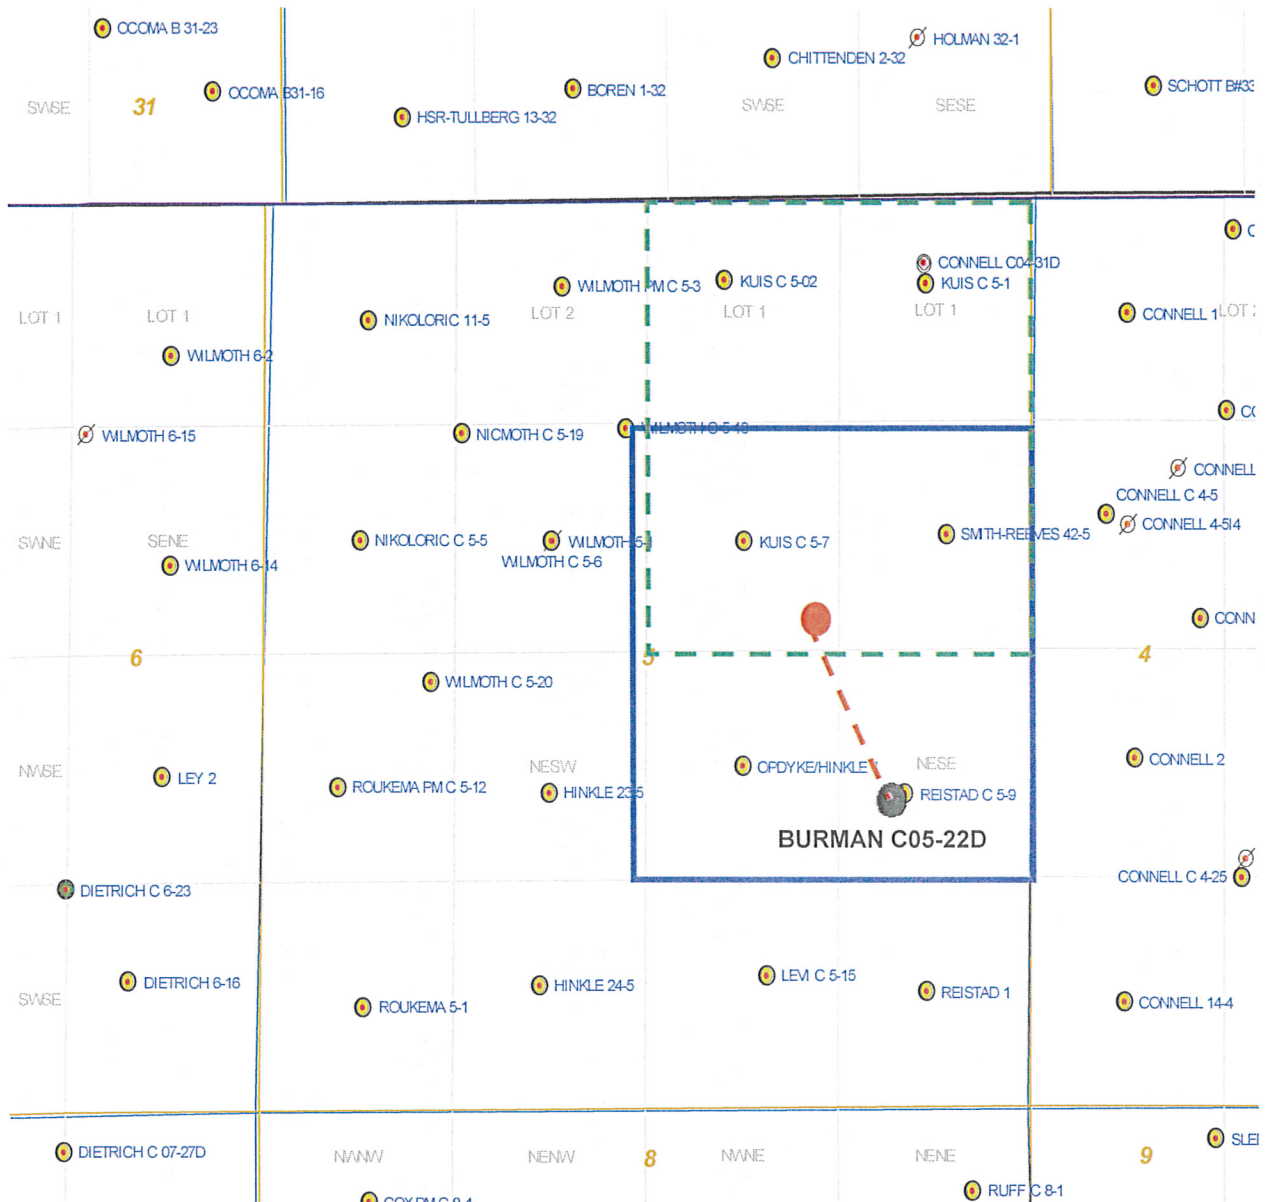 OCOMA B 31-23
HOLMAN 32-1
CHITTENDEN 2-32
SCHOTT B#33
BOREN 1-32
OCOMA B31-16
SWSE
31
HSR-TULLBERG 13-32
SWSE
SESE
CONNELL C04-31D
WILMOTH PM C 5-3
KUIS C 5-02
KUIS C 5-1
LOT 1
LOT 1
NIKOLORIC 11-5
LOT 2
LOT 1
LOT 1
CONNELL 1
LOT
WILMOTH 6-2
WILMOTH 6-15
NICMOTH C 5-19
CONNELL
CONNELL C 4-5
CONNELL 4-5I4
SWNE
SENE
NIKOLORIC C 5-5
WILMOTH 5-1
WILMOTH C 5-6
KUIS C 5-7
SMITH-REEVES 42-5
WILMOTH 6-14
CONN
6
5
4
WILMOTH C 5-20
NWSE
LEY 2
ROUKEMA PM C 5-12
NESW
HINKLE 23-5
OPDYKE/HINKLE
NESE
REISTAD C 5-9
CONNELL 2
BURMAN C05-22D
DIETRICH C 6-23
CONNELL C 4-25
DIETRICH 6-16
HINKLE 24-5
LEVI C 5-15
REISTAD 1
SWSE
ROUKEMA 5-1
CONNELL 14-4
DIETRICH C 07-27D
NWNW
NENW
8
NWNE
NENE
9
SLEI
RUFF C 8-1